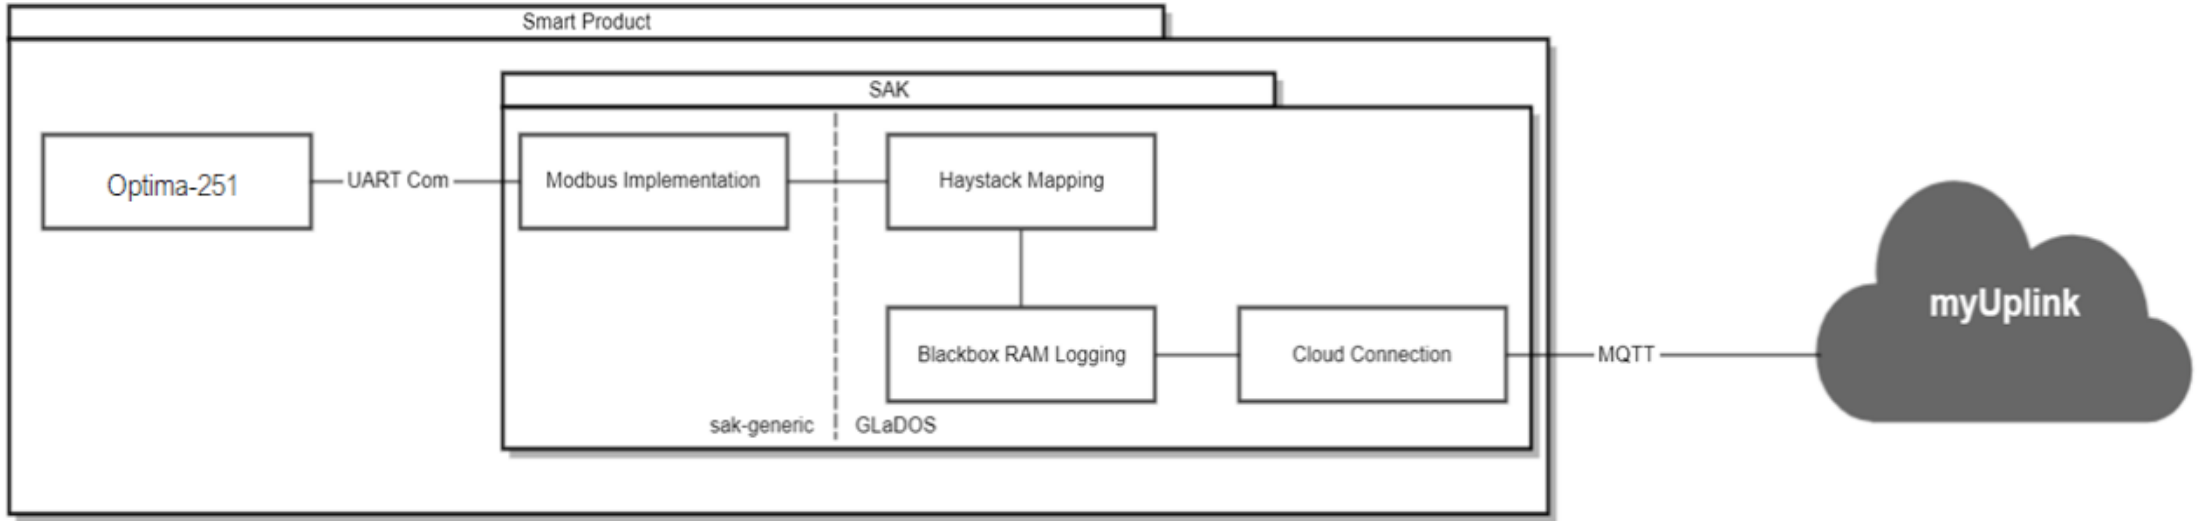 Smart Product
SAK
Optima-251
UART Com
Modbus Implementation
Haystack Mapping
Blackbox RAM Logging
Cloud Connection
MQTT
myUplink
sak-generic
GLaDOS